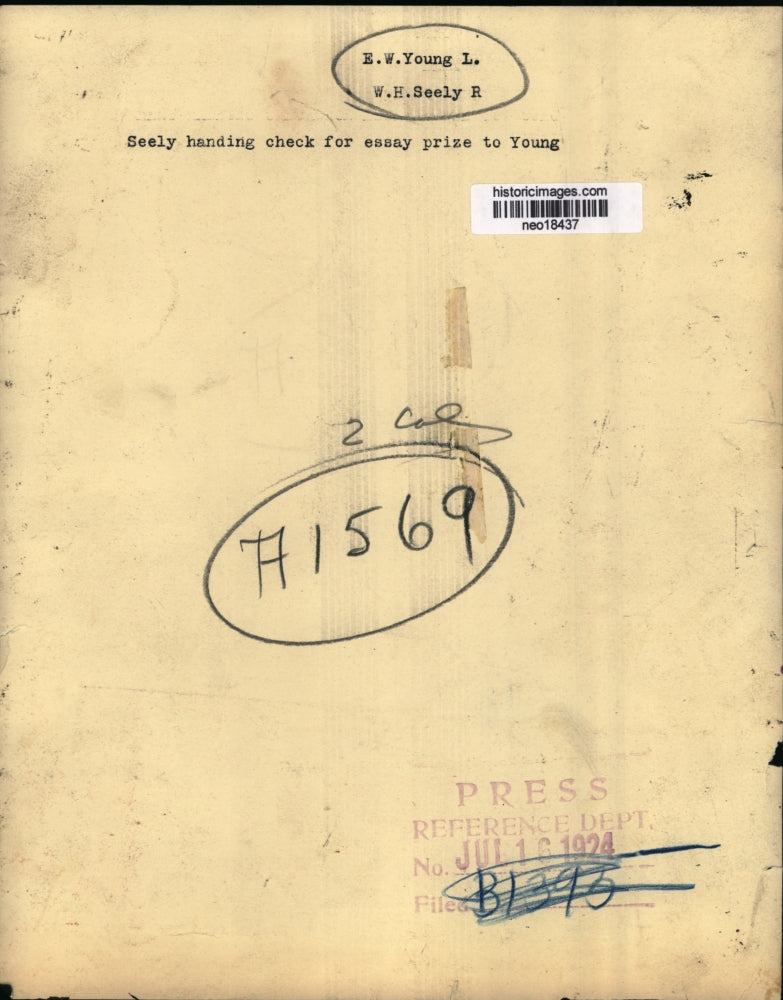 E.W.Young L.
W.H.Seely R
Seely handing check for essay prize to Young
historicimages.com
neo18437
2 Col
A1569
PRESS
REFERENCE DEPT.
No. JUL 16 1924
Filed B1395